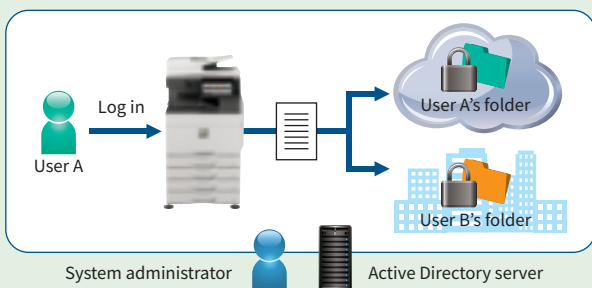 Log in
User A
User A's folder
User B's folder
System administrator
Active Directory server